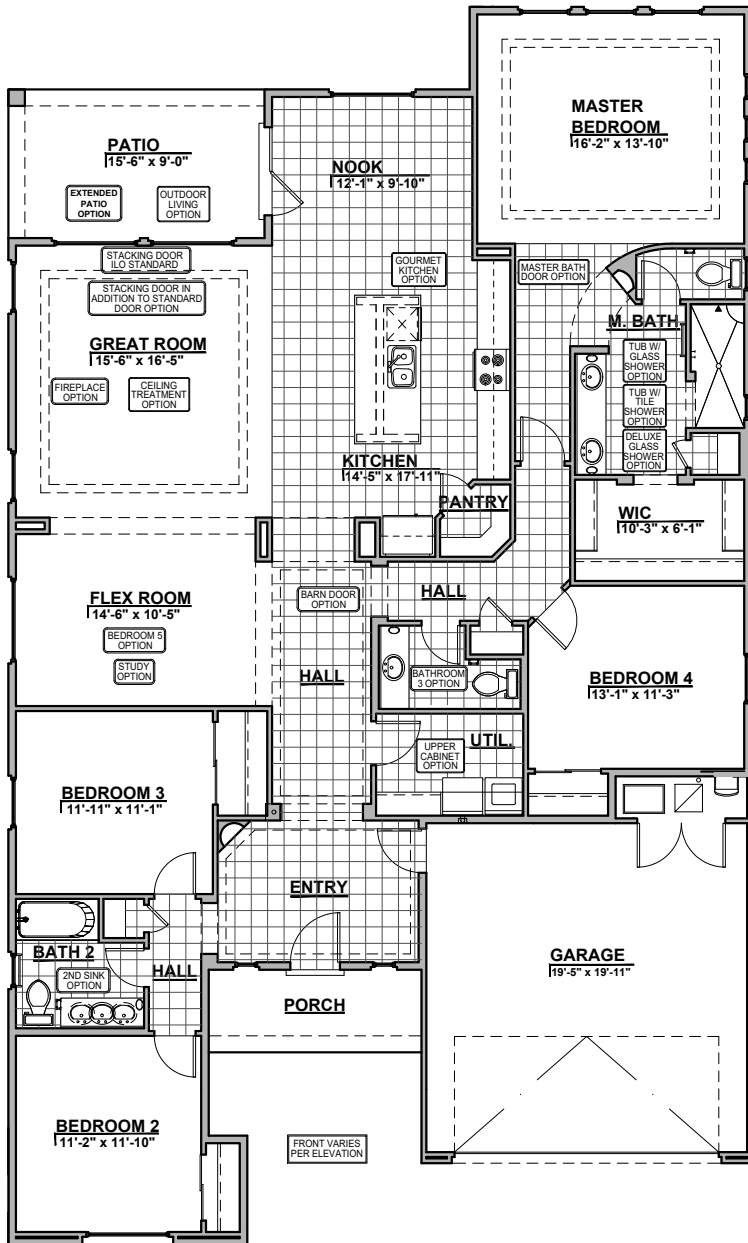 MASTER
BEDROOM
16'-2" x 13'-10"
PATIO
15'-6" x 9'-0"
EXTENDED
PATIO
OPTION
OUTDOOR
LIVING
OPTION
NOOK
12'-1" x 9'-10"
STACKING DOOR
ILO STANDARD
STACKING DOOR IN
ADDITION TO STANDARD
DOOR OPTION
GREAT ROOM
15'-6" x 16'-5"
FIREPLACE
OPTION
CEILING
TREATMENT
OPTION
GOURMET
KITCHEN
OPTION
MASTER BATH
DOOR OPTION
M. BATH
TUB W/
GLASS
SHOWER
OPTION
TUB W/
TILE
SHOWER
OPTION
DELUXE
GLASS
SHOWER
OPTION
KITCHEN
14'-5" x 17'-11"
PANTRY
WIC
10'-3" x 6'-1"
FLEX ROOM
14'-6" x 10'-5"
BEDROOM 5
OPTION
STUDY
OPTION
BARN DOOR
OPTION
HALL
HALL
BATHROOM
3 OPTION
BEDROOM 4
13'-1" x 11'-3"
UTIL.
UPPER
CABINET
OPTION
BEDROOM 3
11'-11" x 11'-1"
ENTRY
BATH 2
2ND SINK
OPTION
HALL
GARAGE
19'-5" x 19'-11"
PORCH
BEDROOM 2
11'-2" x 11'-10"
FRONT VARIES
PER ELEVATION